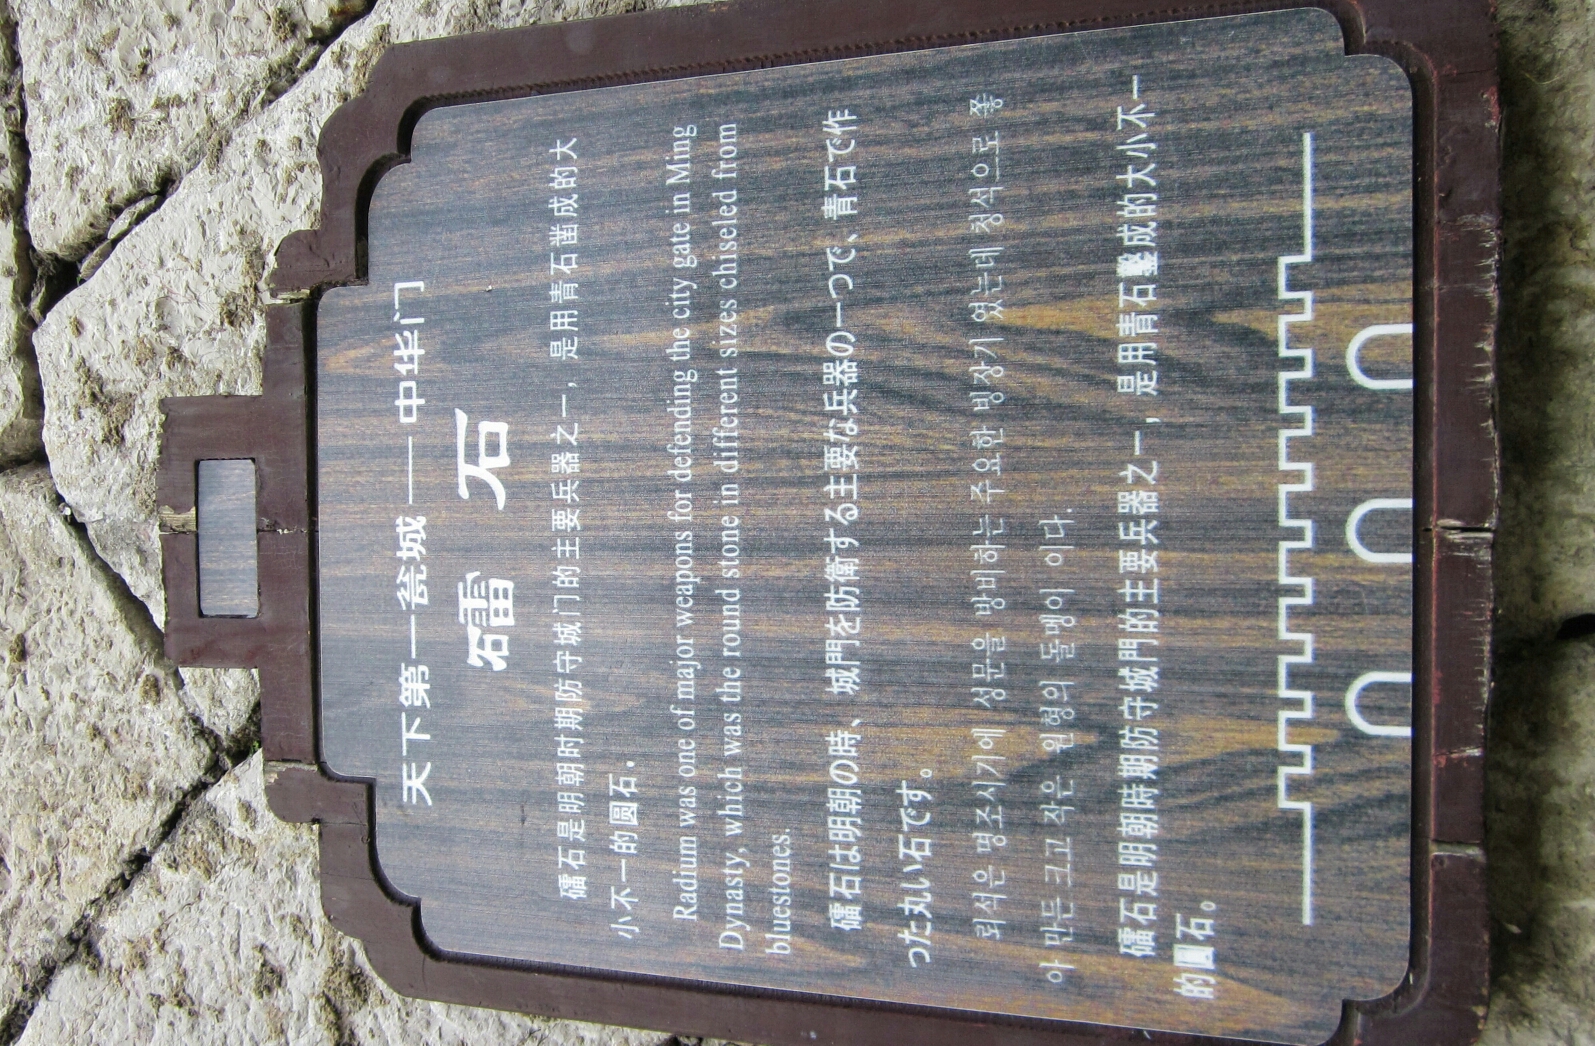 天下第一瓮城——中华门
礌石
礌石是明朝时期防守城门的主要兵器之一，是用青石凿成的大
小不一的圆石.
Radium was one of major weapons for defending the city gate in Ming
Dynasty, which was the round stone in different sizes chiseled from
bluestones.
礌石は明朝の時、城門を防衛する主要な兵器の一つで、青石で作
つた丸い石です。
뢰석은 명조시기에 성문을 방비하는 주요한 병장기 였는데 청석으로 쫗
아 만든 크고 작은 원형의 돌맹이 이다.
礌石是明朝時期防守城門的主要兵器之一，是用青石鑿成的大小不一
的圓石。